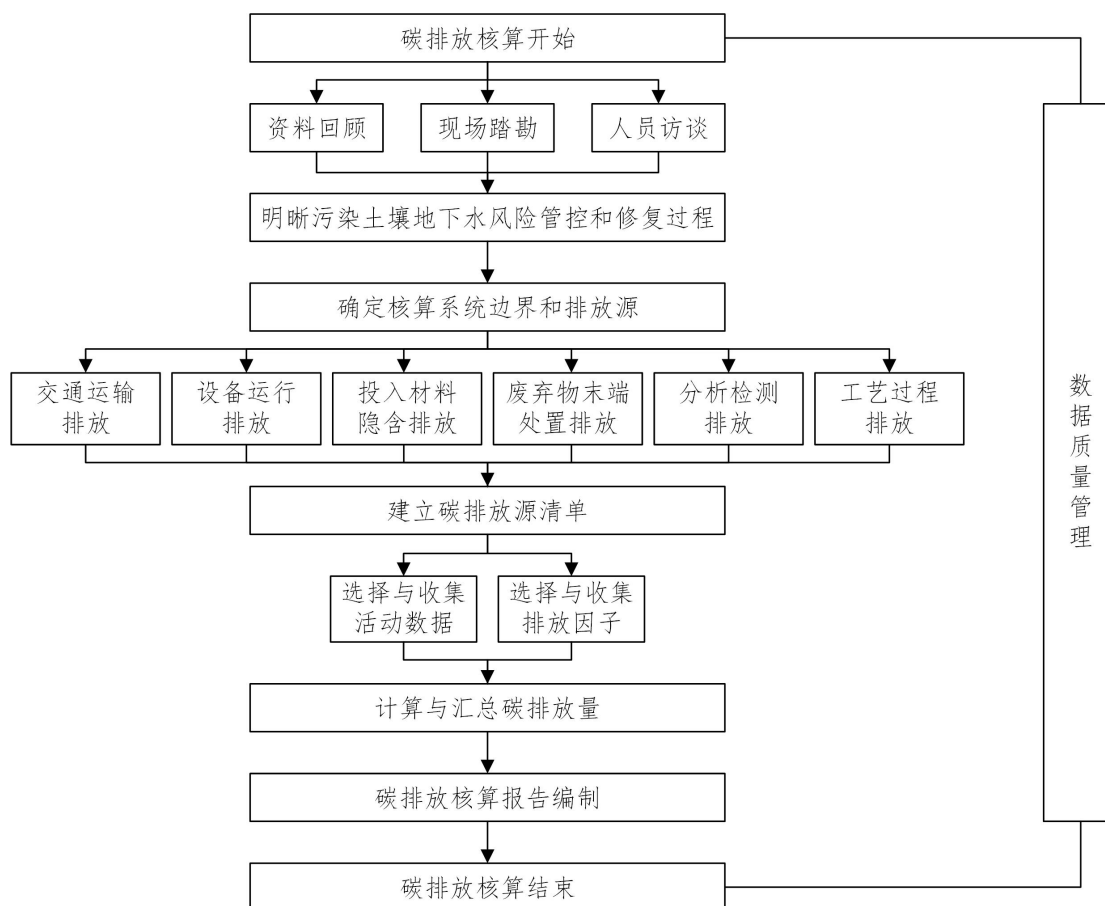 碳排放核算开始
资料回顾
现场踏勘
人员访谈
明晰污染土壤地下水风险管控和修复过程
确定核算系统边界和排放源
交通运输
排放
设备运行
排放
投入材料
隐含排放
废弃物末端
处置排放
分析检测
排放
工艺过程
排放
建立碳排放源清单
选择与收集
活动数据
选择与收集
排放因子
计算与汇总碳排放量
碳排放核算报告编制
碳排放核算结束
数据质量管理